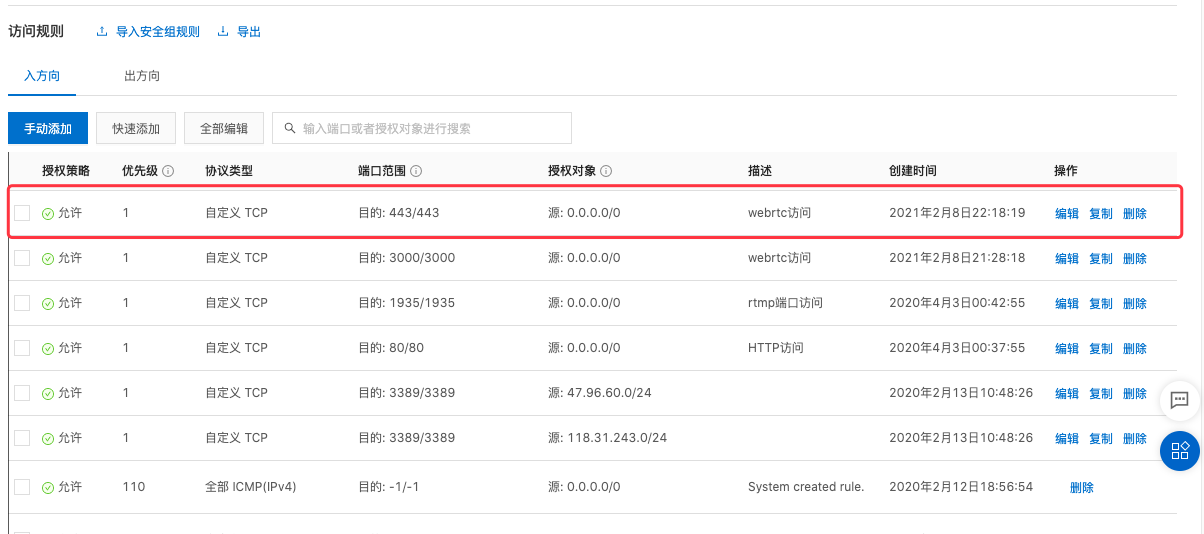 访问规则 导入安全组规则 导出
入方向 出方向
手动添加 快速添加 全部编辑 输入端口或者授权对象进行搜索
授权策略 优先级 协议类型 端口范围 授权对象 描述 创建时间 操作
允许 1 自定义 TCP 目的: 443/443 源: 0.0.0.0/0 webrtc访问 2021年2月8日22:18:19 编辑 复制 删除
允许 1 自定义 TCP 目的: 3000/3000 源: 0.0.0.0/0 webrtc访问 2021年2月8日21:28:18 编辑 复制 删除
允许 1 自定义 TCP 目的: 1935/1935 源: 0.0.0.0/0 rtmp端口访问 2020年4月3日00:42:55 编辑 复制 删除
允许 1 自定义 TCP 目的: 80/80 源: 0.0.0.0/0 HTTP访问 2020年4月3日00:37:55 编辑 复制 删除
允许 1 自定义 TCP 目的: 3389/3389 源: 47.96.60.0/24 2020年2月13日10:48:26 编辑 复制 删除
允许 1 自定义 TCP 目的: 3389/3389 源: 118.31.243.0/24 2020年2月13日10:48:26 编辑 复制 删除
允许 110 全部 ICMP(IPv4) 目的: -1/-1 源: 0.0.0.0/0 System created rule. 2020年2月12日18:56:54 删除